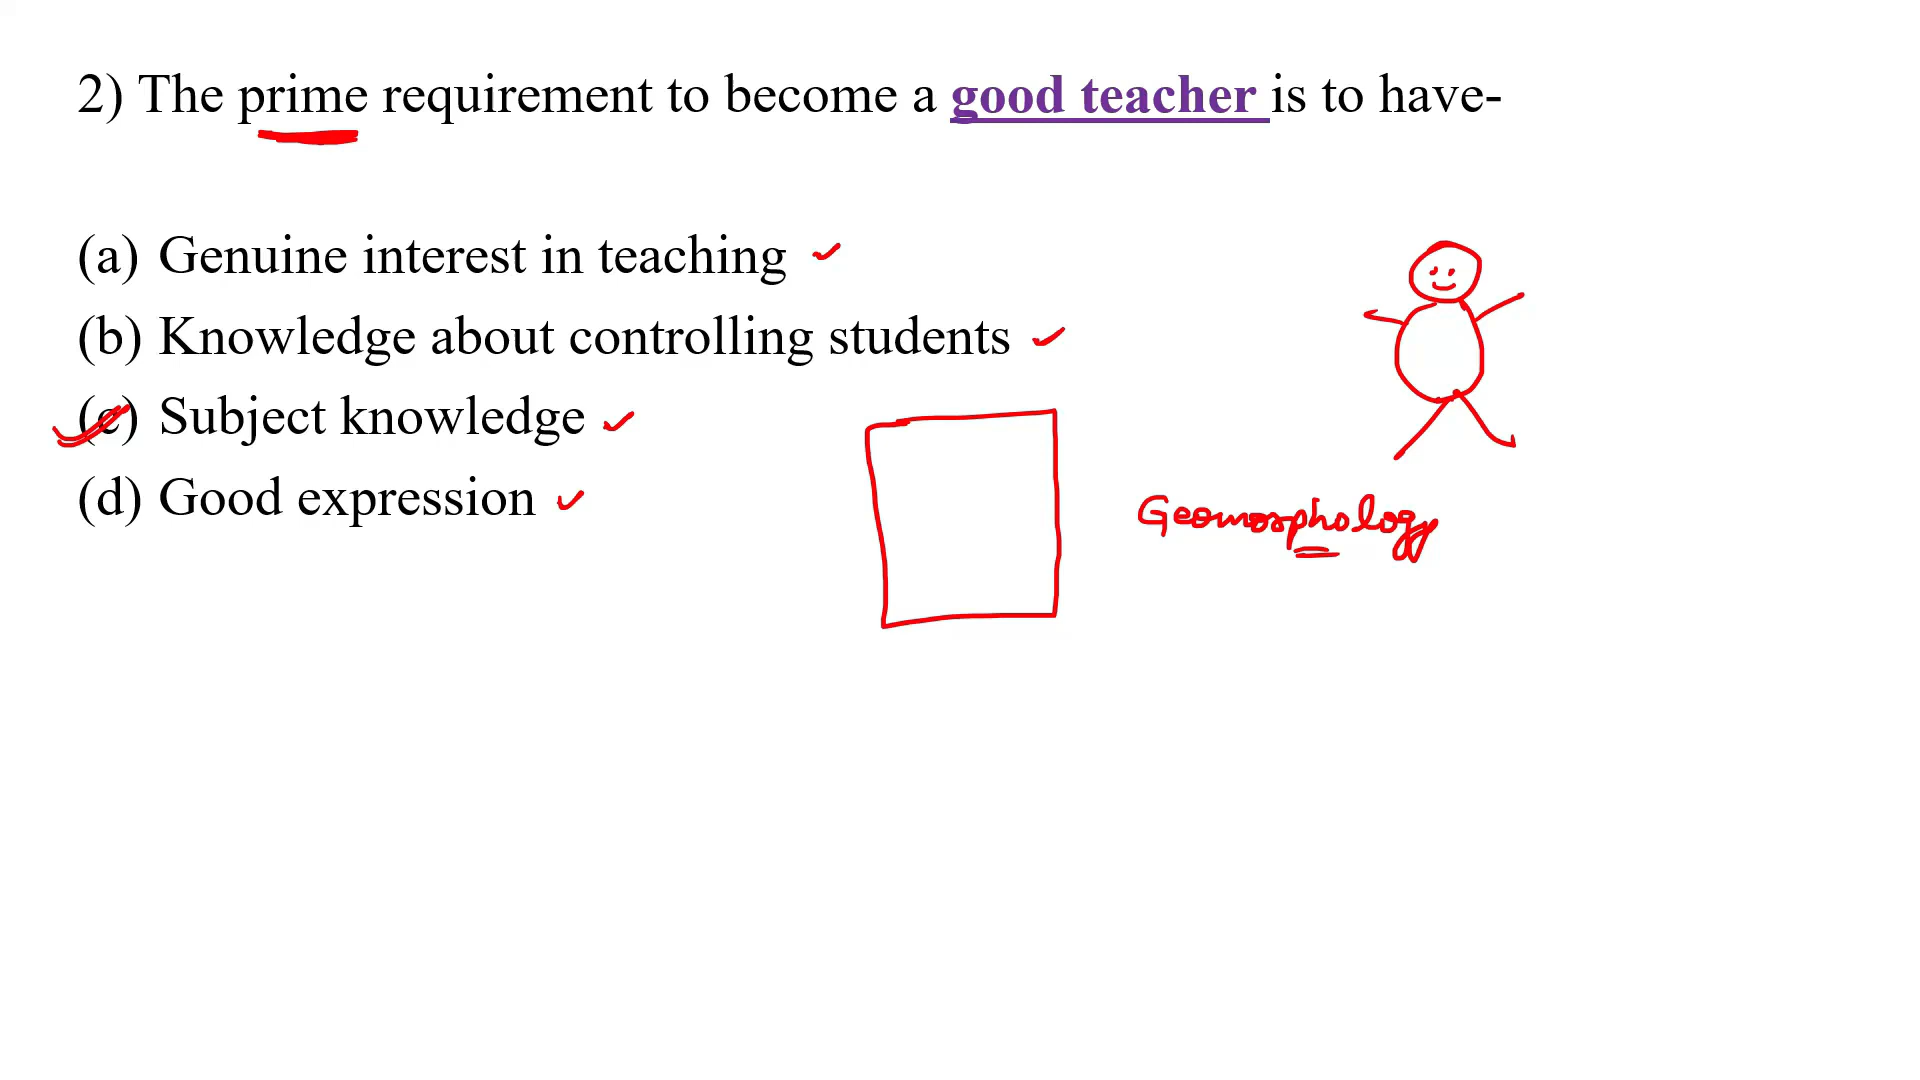 2) The prime requirement to become a good teacher is to have-
(a) Genuine interest in teaching
(b) Knowledge about controlling students
(c) Subject knowledge
(d) Good expression
Geomorphology